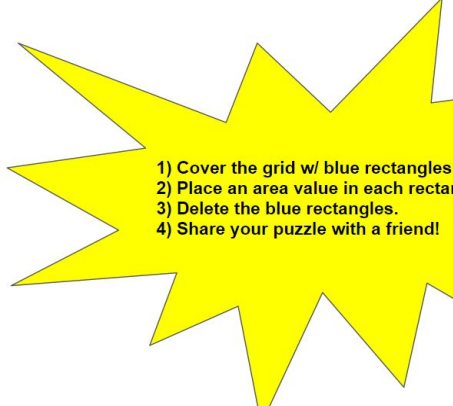 1) Cover the grid w/ blue rectangles
2) Place an area value in each
3) Delete the blue rectangles.
4) Share your puzzle with a friend!